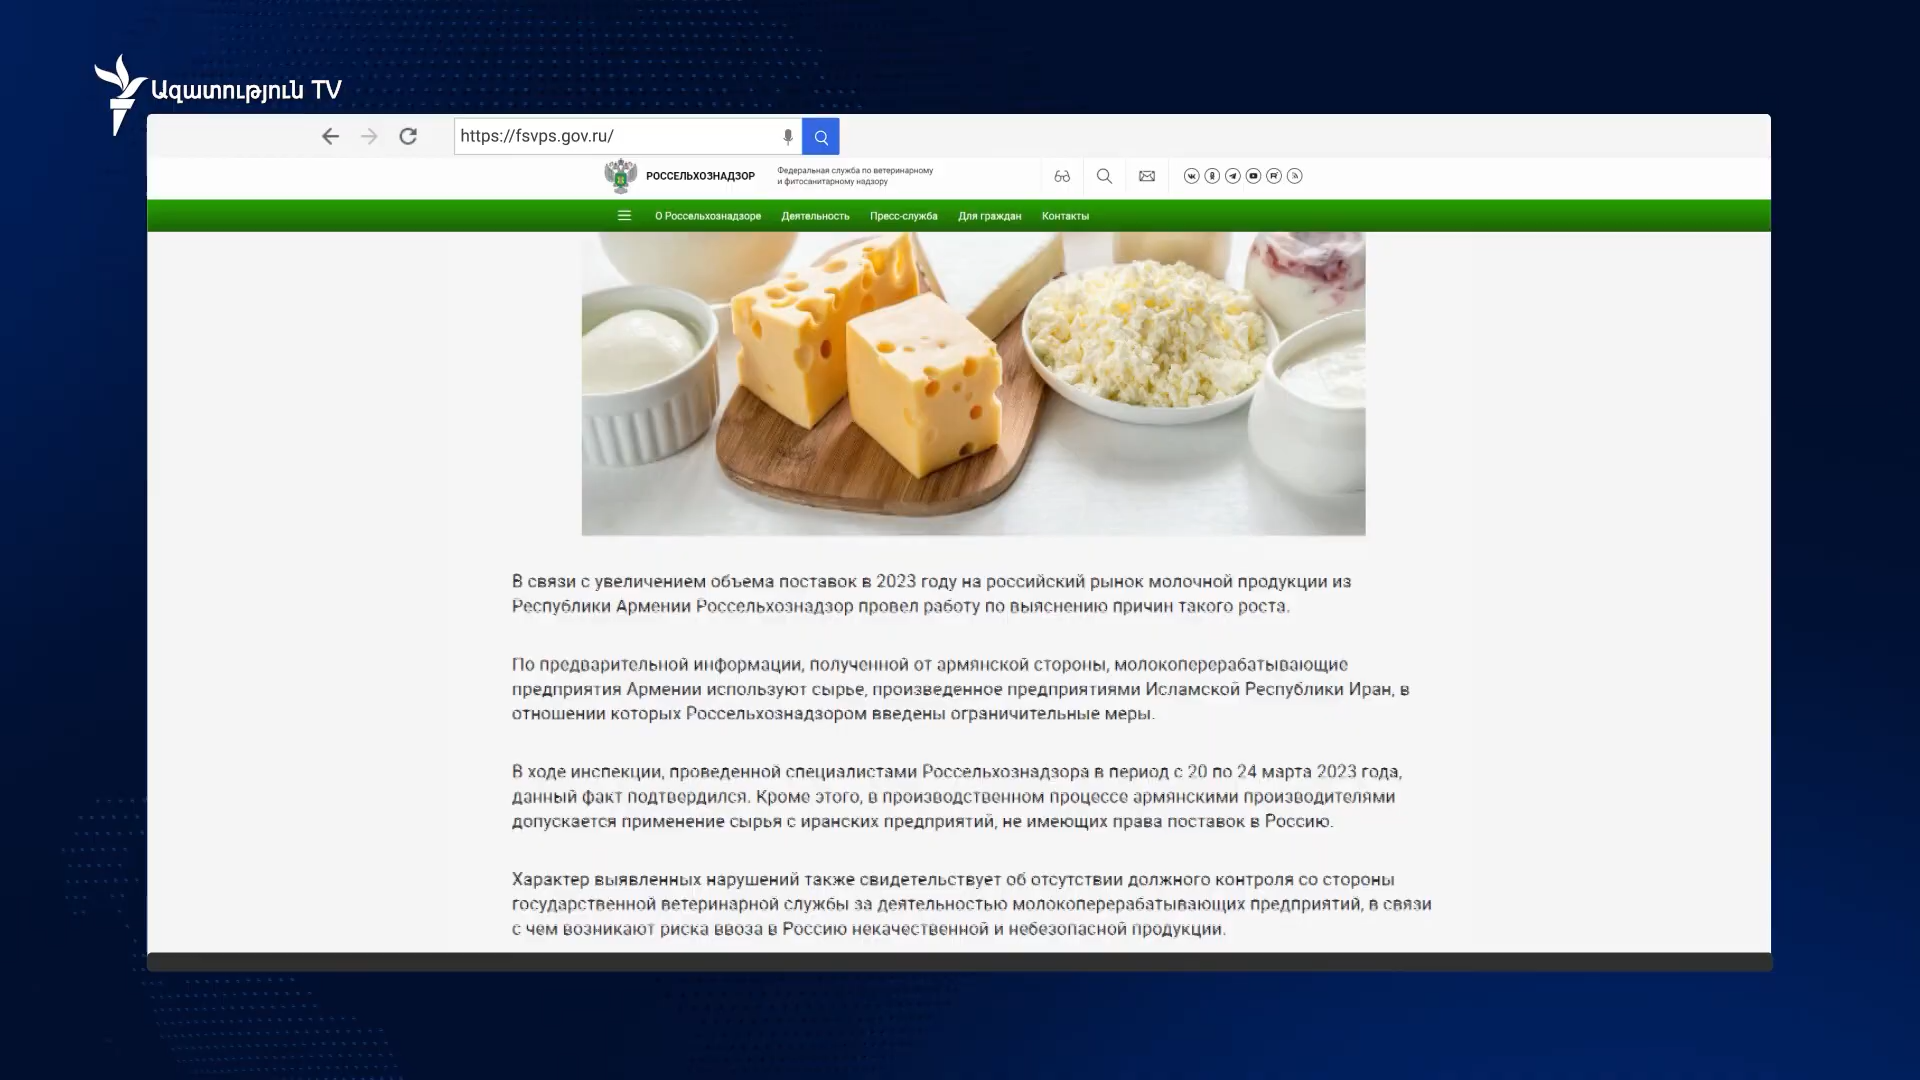 Ազատություն TV
https://fsvps.gov.ru/
РОССЕЛЬХОЗНАДЗОР
Федеральная служба по ветеринарному
и фитосанитарному надзору
О Россельхознадзоре Деятельность Пресс-служба Для граждан Контакты
В связи с увеличением объема поставок в 2023 году на российский рынок молочной продукции из
Республики Армении Россельхознадзор провел работу по выяснению причин такого роста.
По предварительной информации, полученной от армянской стороны, молокоперерабатывающие
предприятия Армении используют сырье, произведенное предприятиями Исламской Республики Иран, в
отношении которых Россельхознадзором введены ограничительные меры.
В ходе инспекции, проведенной специалистами Россельхознадзора в период с 20 по 24 марта 2023 года,
данный факт подтвердился. Кроме этого, в производственном процессе армянскими производителями
допускается применение сырья с иранских предприятий, не имеющих права поставок в Россию.
Характер выявленных нарушений также свидетельствует об отсутствии должного контроля со стороны
государственной ветеринарной службы за деятельностью молокоперерабатывающих предприятий, в связи
с чем возникают риска ввоза в Россию некачественной и небезопасной продукции.